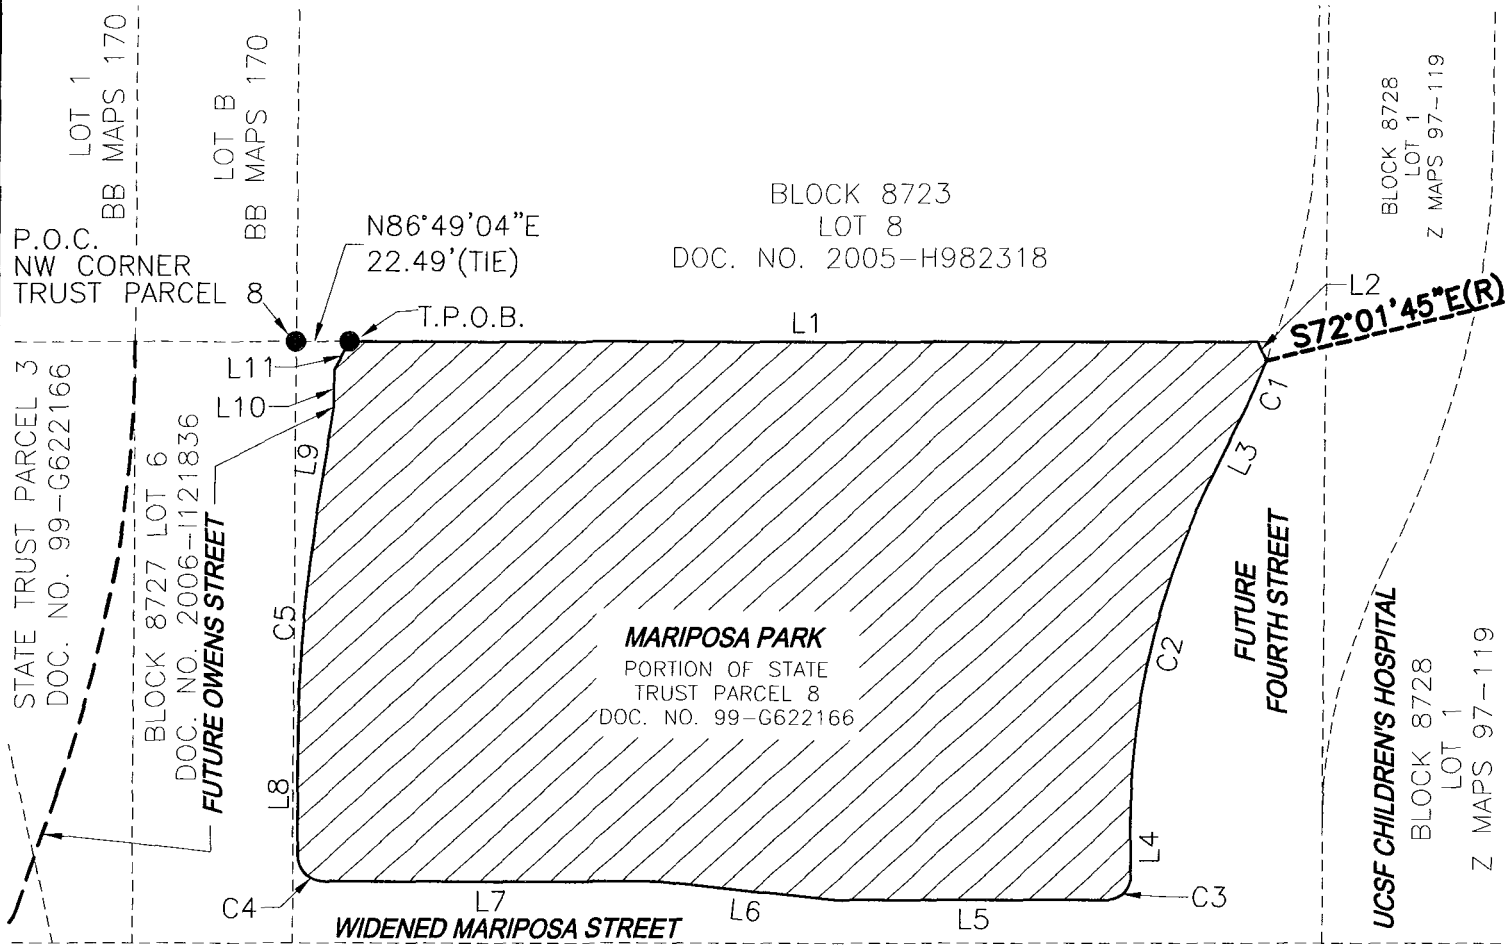 LOT 1
BB MAPS 170
LOT B
BB MAPS 170
BLOCK 8723
LOT 8
DOC. NO. 2005-H982318
BLOCK 8728
LOT 1
Z MAPS 97-119
P.O.C.
NW CORNER
TRUST PARCEL 8
N86°49'04"E
22.49'(TIE)
T.P.O.B.
L1
L2
S72°01'45"E(R)
L11
L10
L9
C1
L3
STATE TRUST PARCEL 3
DOC. NO. 99-G622166
BLOCK 8727 LOT 6
DOC. NO. 2006-I121836
FUTURE OWENS STREET
C5
MARIPOSA PARK
PORTION OF STATE
TRUST PARCEL 8
DOC. NO. 99-G622166
C2
FUTURE
FOURTH STREET
UCSF CHILDREN'S HOSPITAL
BLOCK 8728
LOT 1
Z MAPS 97-119
L8
L4
C4
L7
L6
L5
C3
WIDENED MARIPOSA STREET